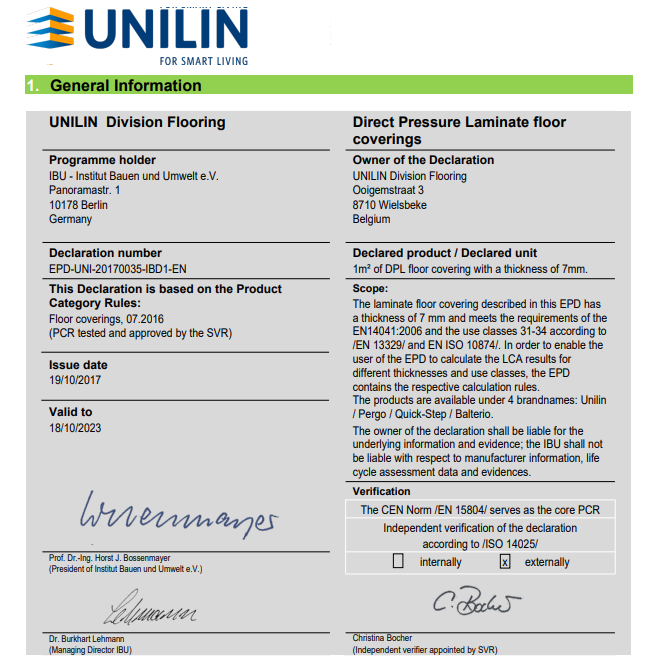 UNILIN
FOR SMART LIVING
1. General Information
UNILIN Division Flooring
Programme holder
IBU - Institut Bauen und Umwelt e.V.
Panoramastr. 1
10178 Berlin
Germany
Declaration number
EPD-UNI-20170035-IBD1-EN
This Declaration is based on the Product
Category Rules:
Floor coverings, 07.2016
(PCR tested and approved by the SVR)
Issue date
19/10/2017
Valid to
18/10/2023
Wossenmayer
Prof. Dr.-Ing. Horst J. Bossenmayer
(President of Institut Bauen und Umwelt e.V.)
Lehmann
Dr. Burkhart Lehmann
(Managing Director IBU)
Direct Pressure Laminate floor
coverings
Owner of the Declaration
UNILIN Division Flooring
Ooigemstraat 3
8710 Wielsbeke
Belgium
Declared product / Declared unit
1m² of DPL floor covering with a thickness of 7mm.
Scope:
The laminate floor covering described in this EPD has
a thickness of 7 mm and meets the requirements of the
EN14041:2006 and the use classes 31-34 according to
/EN 13329/ and EN ISO 10874/. In order to enable the
user of the EPD to calculate the LCA results for
different thicknesses and use classes, the EPD
contains the respective calculation rules.
The products are available under 4 brandnames: Unilin
/ Pergo / Quick-Step / Balterio.
The owner of the declaration shall be liable for the
underlying information and evidence; the IBU shall not
be liable with respect to manufacturer information, life
cycle assessment data and evidences.
Verification
The CEN Norm /EN 15804/ serves as the core PCR
Independent verification of the declaration
according to /ISO 14025/
internally x externally
C. Bocher
Christina Bocher
(Independent verifier appointed by SVR)